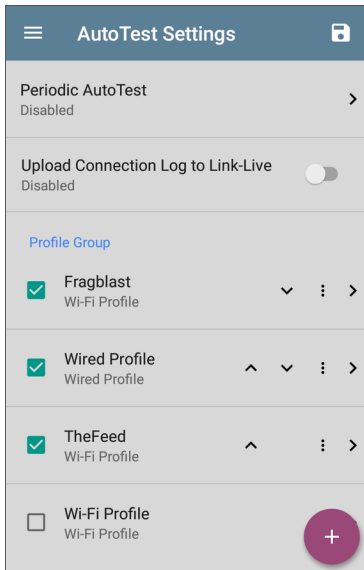 AutoTest Settings
Periodic AutoTest
Disabled
Upload Connection Log to Link-Live
Disabled
Profile Group
Fragblast
Wi-Fi Profile
Wired Profile
Wired Profile
TheFeed
Wi-Fi Profile
Wi-Fi Profile
Wi-Fi Profile